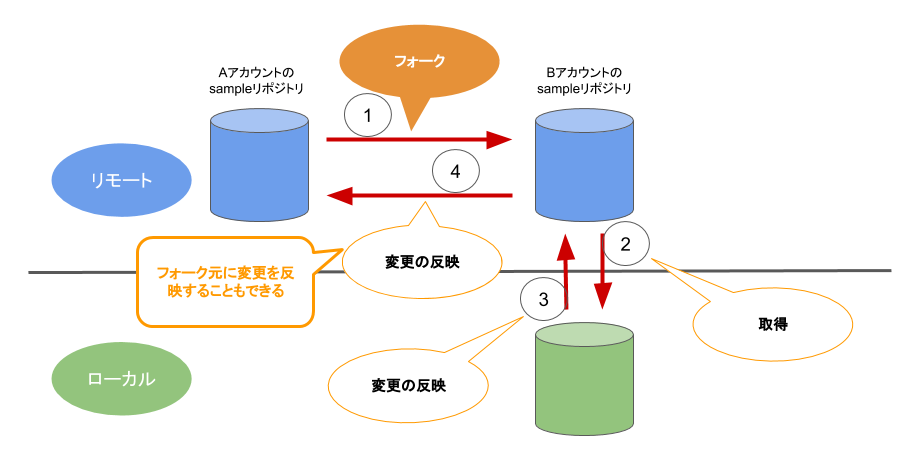 フォーク
Aアカウントの
sampleリポジトリ
Bアカウントの
sampleリポジトリ
1
4
リモート
2
変更の反映
フォーク元に変更を反
映することもできる
3
取得
ローカル
変更の反映